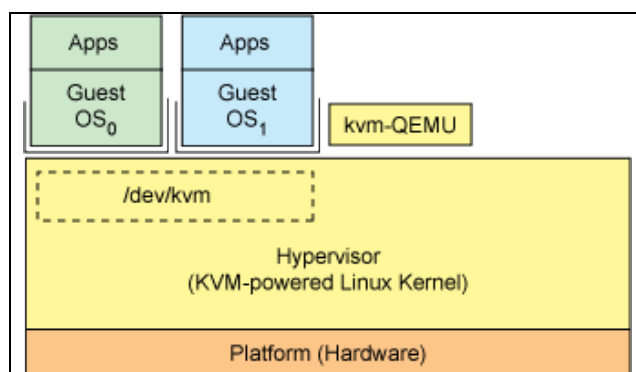 Apps
Apps
Guest
OS0
Guest
OS1
kvm-QEMU
/dev/kvm
Hypervisor
(KVM-powered Linux Kernel)
Platform (Hardware)